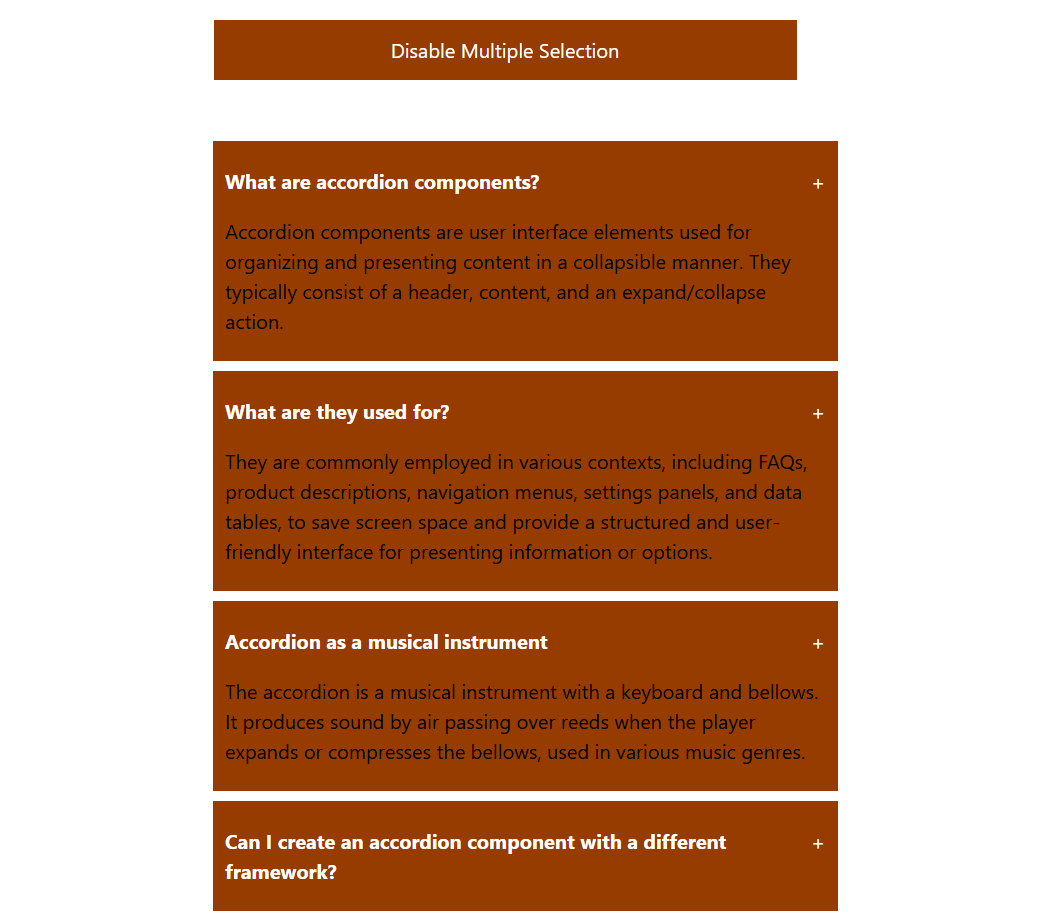 Disable Multiple Selection
What are accordion components?
+
Accordion components are user interface elements used for
organizing and presenting content in a collapsible manner. They
typically consist of a header, content, and an expand/collapse
action.
What are they used for?
+
They are commonly employed in various contexts, including FAQs,
product descriptions, navigation menus, settings panels, and data
tables, to save screen space and provide a structured and user-
friendly interface for presenting information or options.
Accordion as a musical instrument
+
The accordion is a musical instrument with a keyboard and bellows.
It produces sound by air passing over reeds when the player
expands or compresses the bellows, used in various music genres.
Can I create an accordion component with a different
+
framework?